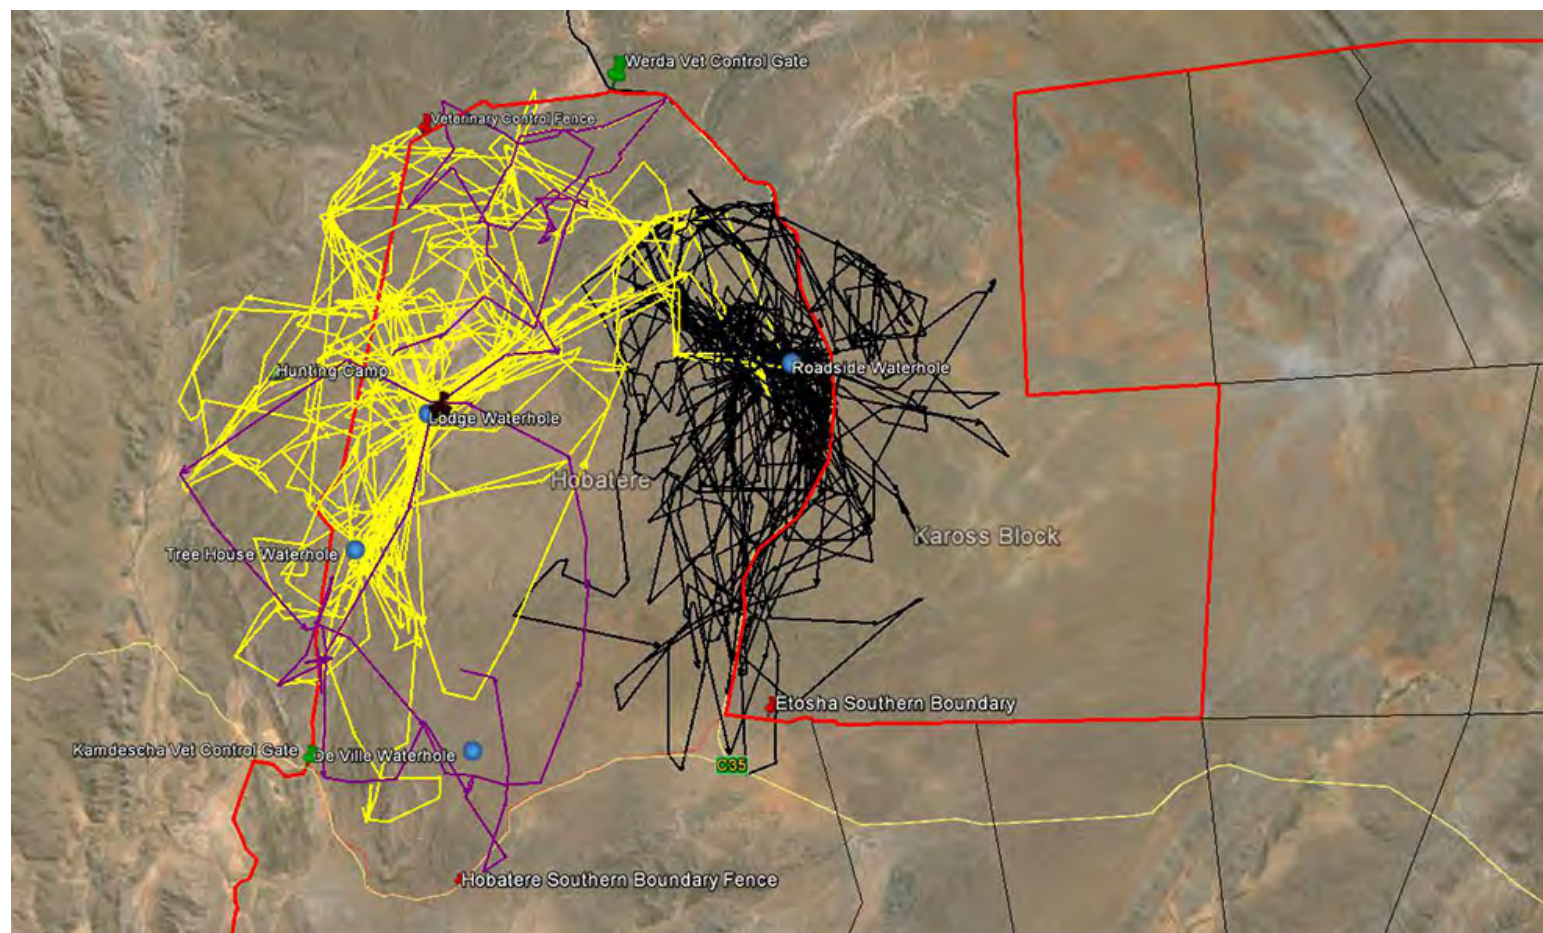 Werda Vet Control Gate
Veterinary Control Fence
Roadside Waterhole
Hunting Camp
Lodge Waterhole
Hobatere
Kaross Block
Tree House Waterhole
Etosha Southern Boundary
Kamdescha Vet Control Gate
De Ville Waterhole
C35
Hobatere Southern Boundary Fence